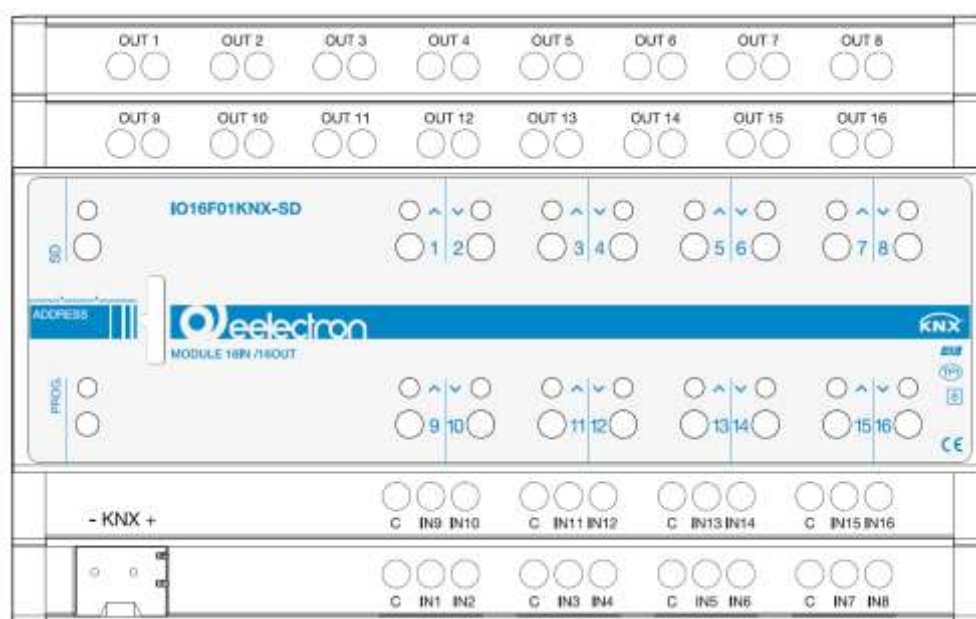 OUT 1 OUT 2 OUT 3 OUT 4 OUT 5 OUT 6 OUT 7 OUT 8
OUT 9 OUT 10 OUT 11 OUT 12 OUT 13 OUT 14 OUT 15 OUT 16
IO16F01KNX-SD
SD
1 2 3 4 5 6 7 8
ADDRESS
eelectron
KNX
MODULE 16IN /16OUT
TP1
PROG.
9 10 11 12 13 14 15 16
CE
- KNX +
C IN9 IN10 C IN11 IN12 C IN13 IN14 C IN15 IN16
C IN1 IN2 C IN3 IN4 C IN5 IN6 C IN7 IN8